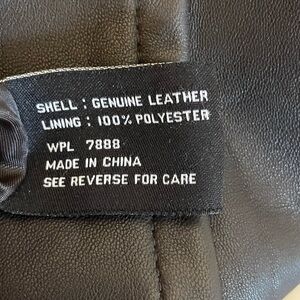 SHELL : GENUINE LEATHER
LINING : 100% POLYESTER
WPL 7888
MADE IN CHINA
SEE REVERSE FOR CARE